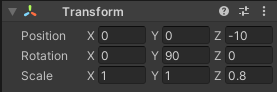 Transform
Position X 0 Y 0 Z -10
Rotation X 0 Y 90 Z 0
Scale X 1 Y 1 Z 0.8